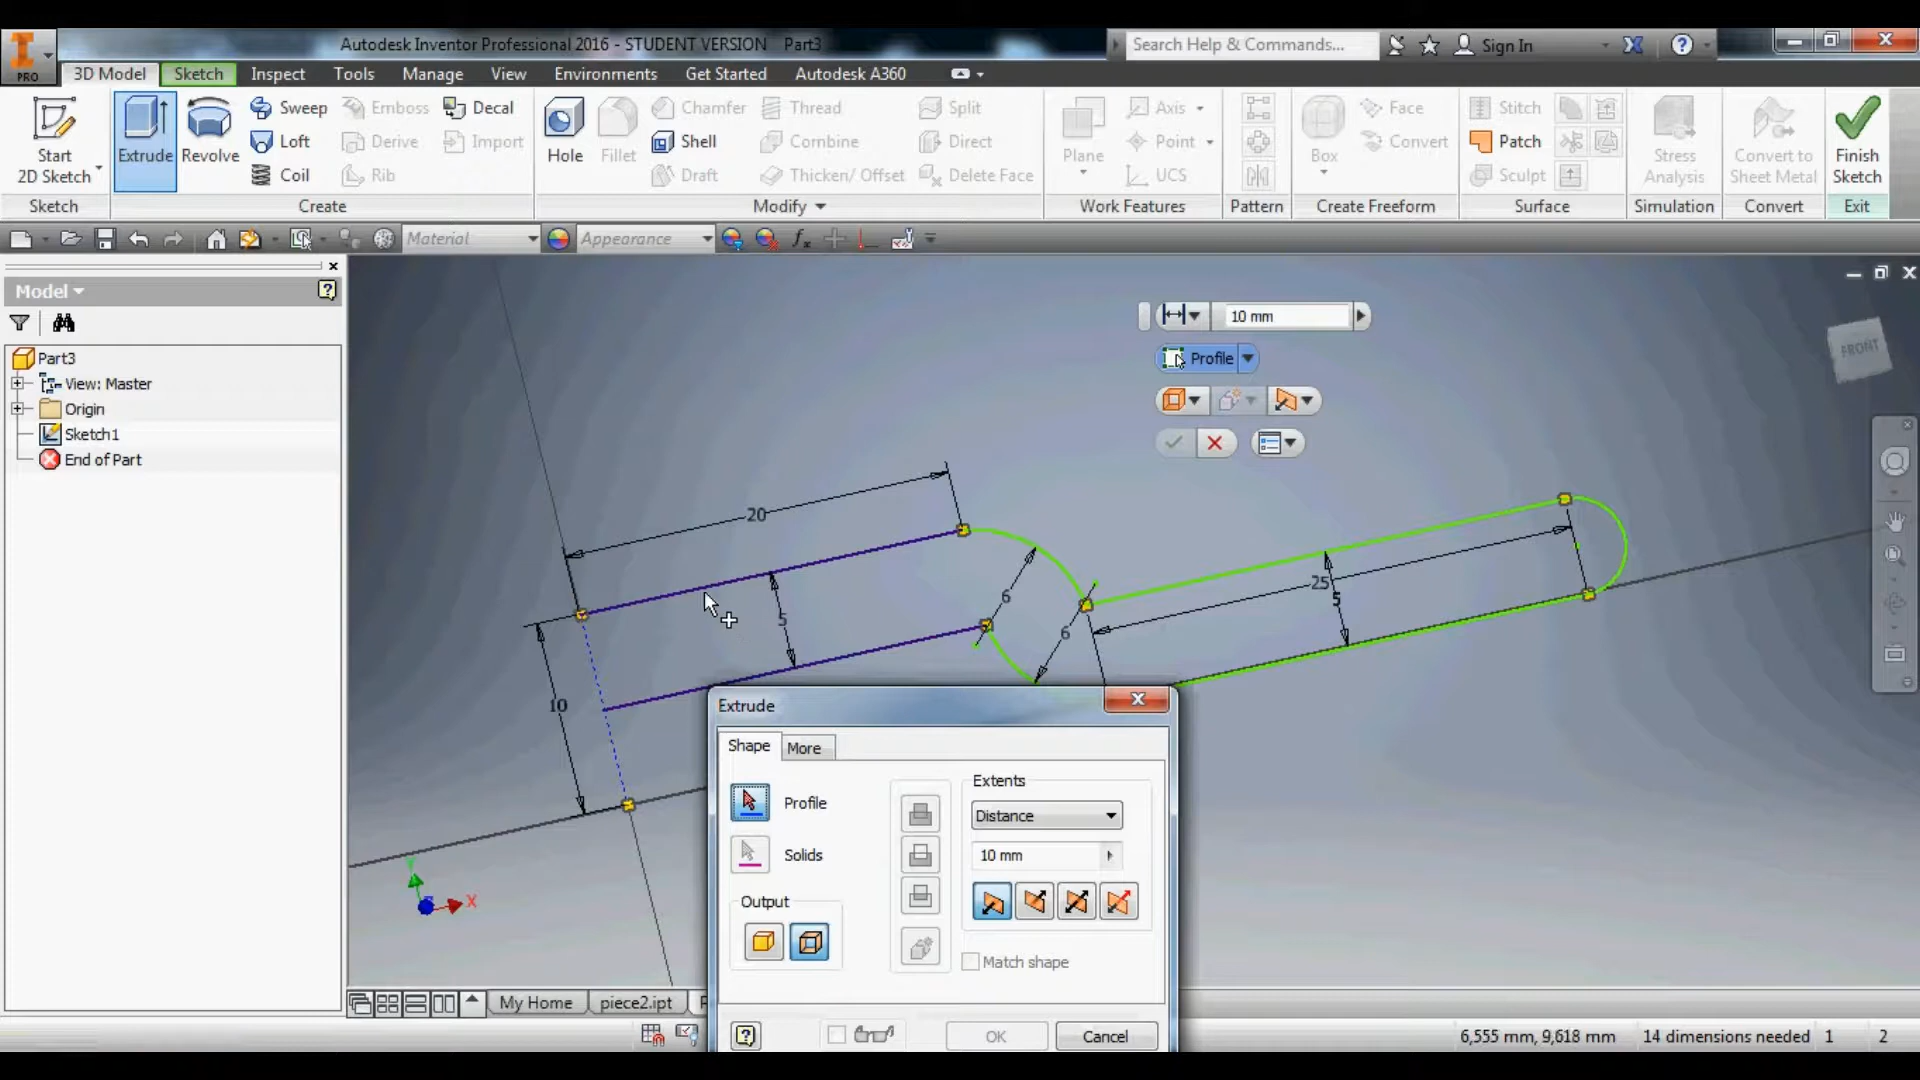 Autodesk Inventor Professional 2016 - STUDENT VERSION Part3
Search Help & Commands...
Sign In
PRO
3D Model Sketch Inspect Tools Manage View Environments Get Started Autodesk A360
Start
2D Sketch
Extrude
Revolve
Sweep
Loft
Coil
Emboss
Derive
Rib
Decal
Import
Hole
Fillet
Chamfer
Shell
Draft
Thread
Combine
Thicken/ Offset
Split
Direct
Delete Face
Plane
Axis
Point
UCS
Box
Face
Convert
Stitch
Patch
Sculpt
Stress
Analysis
Convert to
Sheet Metal
Finish
Sketch
Sketch Create Modify Work Features Pattern Create Freeform Surface Simulation Convert Exit
Material
Appearance
fx
Model
Part3
View: Master
Origin
Sketch1
End of Part
10 mm
Profile
FRONT
20
5
6
6
25
5
10
X
Extrude
Shape More
Profile
Solids
Output
Extents
Distance
10 mm
Match shape
OK Cancel
My Home piece2.ipt
6,555 mm, 9,618 mm 14 dimensions needed 1 2